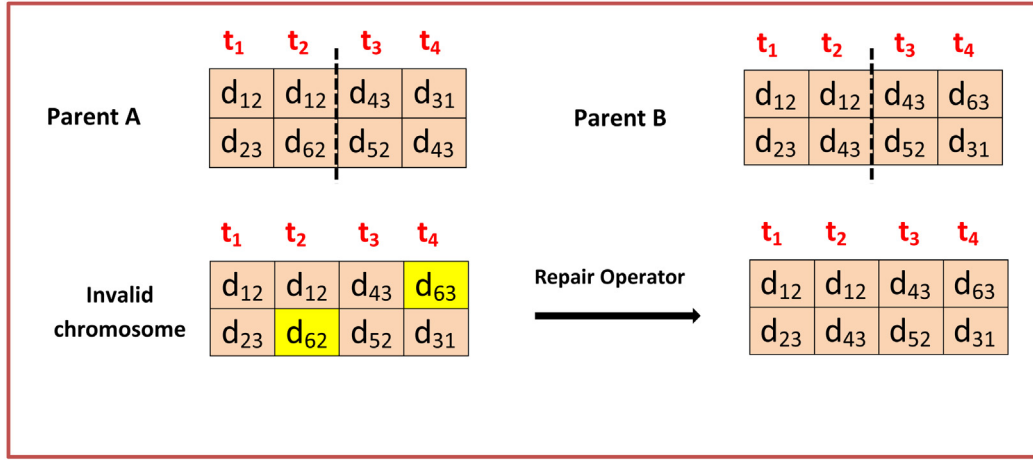 t₁ t₂ t₃ t₄
Parent A
d₁₂ d₁₂ d₄₃ d₃₁
d₂₃ d₆₂ d₅₂ d₄₃
t₁ t₂ t₃ t₄
Parent B
d₁₂ d₁₂ d₄₃ d₆₃
d₂₃ d₄₃ d₅₂ d₃₁
t₁ t₂ t₃ t₄
Invalid
chromosome
d₁₂ d₁₂ d₄₃ d₆₃
d₂₃ d₆₂ d₅₂ d₃₁
Repair Operator
t₁ t₂ t₃ t₄
d₁₂ d₁₂ d₄₃ d₆₃
d₂₃ d₄₃ d₅₂ d₃₁